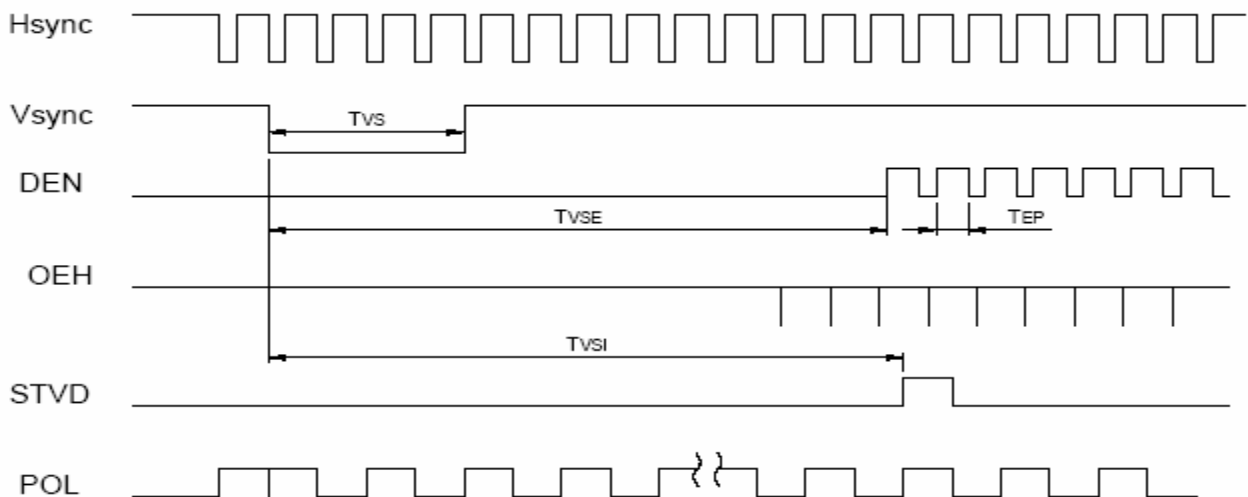 Hsync
Vsync
TVS
DEN
TVSE
TEP
OEH
TVSI
STVD
POL